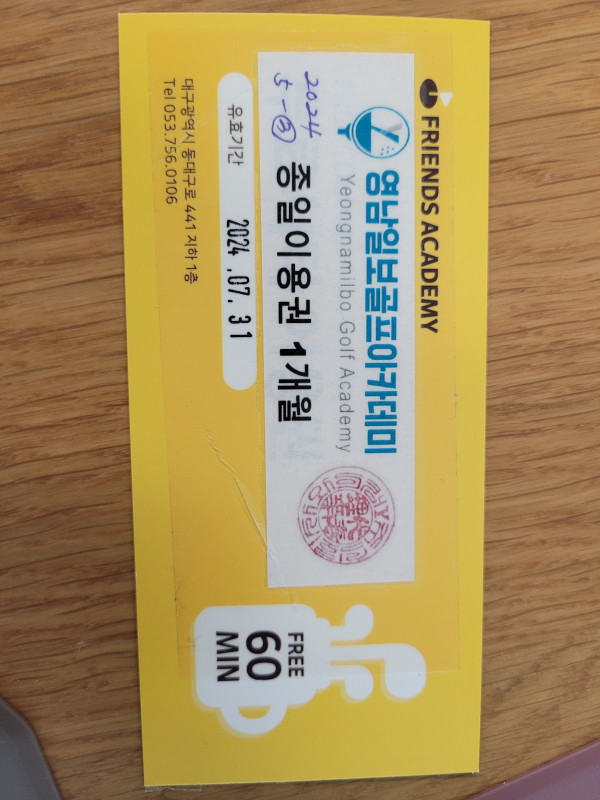 FRIENDS ACADEMY
영남일보골프아카데미
Yeongnamilbo Golf Academy
2024
5-③
종일이용권 1개월
유효기간 2024.07.31
대구광역시 동대구로 441 지하 1층
Tel 053.756.0106
FREE
60
MIN